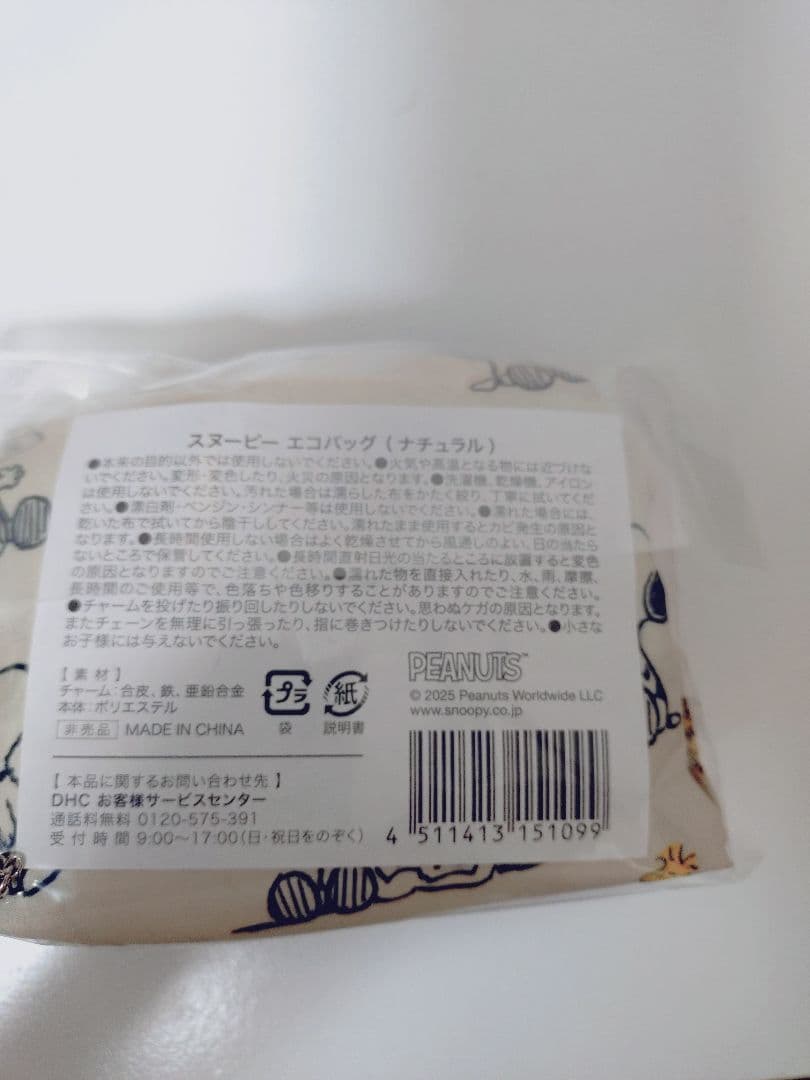 スヌーピー エコバッグ(ナチュラル)
●本来の目的以外では使用しないでください。●火気や高温となる物には近づけな
いでください。変形・変色したり、火災の原因となります。●洗濯機、乾燥機、アイロン
は使用しないでください。汚れた場合は濡らした布をかたく絞り、丁寧に拭いてくだ
さい。●漂白剤・ベンジン・シンナー等は使用しないでください。●濡れた場合には、
乾いた布で拭いてから陰干ししてください。濡れたまま使用するとカビ発生の原因と
なります。●長時間使用しない場合はよく乾燥させてから風通しのよい、日の当たら
ないところで保管してください。●長時間直射日光の当たるところに放置すると変色
の原因となりますのでご注意ください。●濡れた物を直接入れたり、水、雨、摩擦、
長時間のご使用等で、色落ちや色移りすることがありますのでご注意ください。
●チャームを投げたり振り回したりしないでください。思わぬケガの原因となります。
またチェーンを無理に引っ張ったり、指に巻きつけたりしないでください。●小さな
お子様には与えないでください。
【素材】
チャーム:合皮、鉄、亜鉛合金
本体:ポリエステル
非売品 MADE IN CHINA
プラ
袋
紙
説明書
PEANUTS™
© 2025 Peanuts Worldwide LLC
www.snoopy.co.jp
【本品に関するお問い合わせ先】
DHC お客様サービスセンター
通話料無料 0120-575-391
受付時間 9:00〜17:00(日・祝日をのぞく)
4 511413 151099